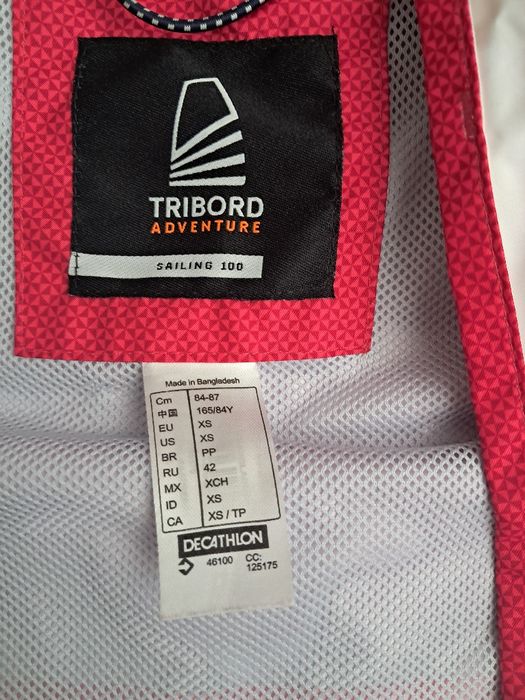 TRIBORD
ADVENTURE
SAILING 100
Made in Bangladesh
Cm 84-87
中国 165/84Y
EU XS
US XS
BR PP
RU 42
MX XCH
ID XS
CA XS / TP
DECATHLON
46100 CC:
125175